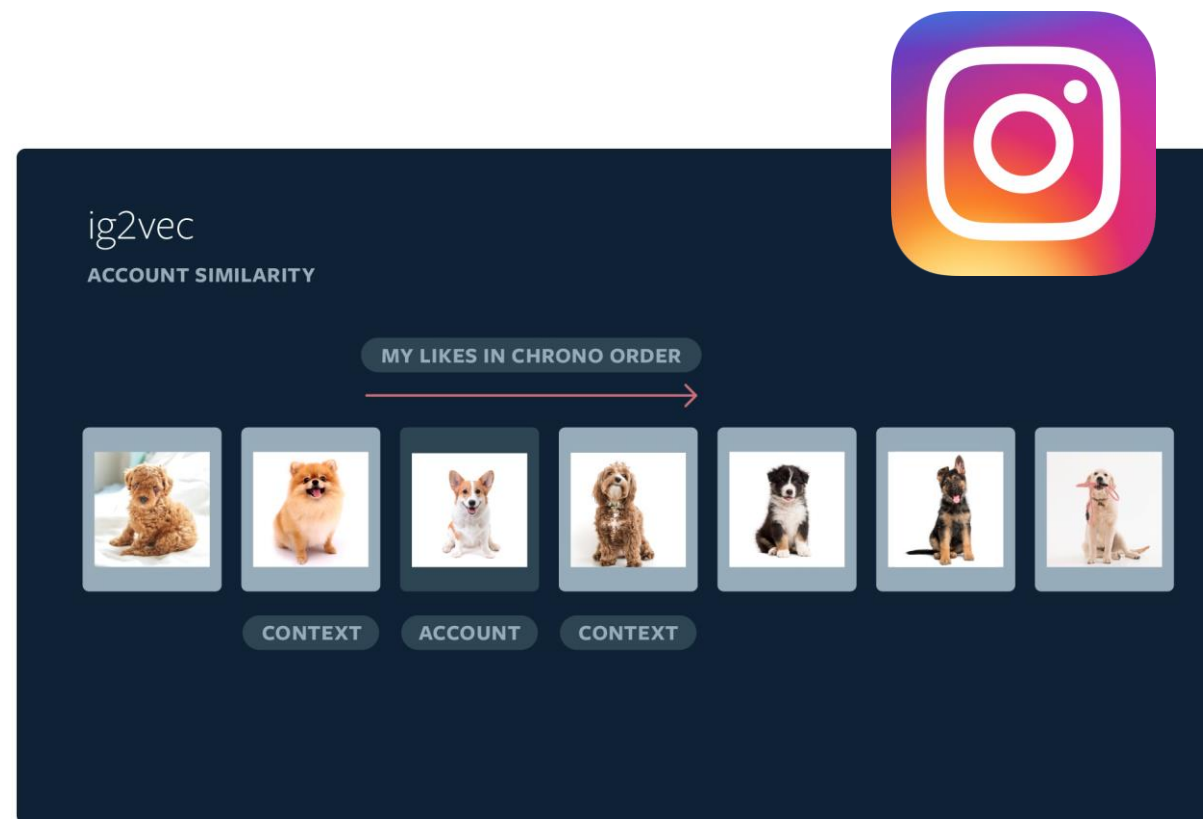 ig2vec
ACCOUNT SIMILARITY
MY LIKES IN CHRONO ORDER
CONTEXT
ACCOUNT
CONTEXT